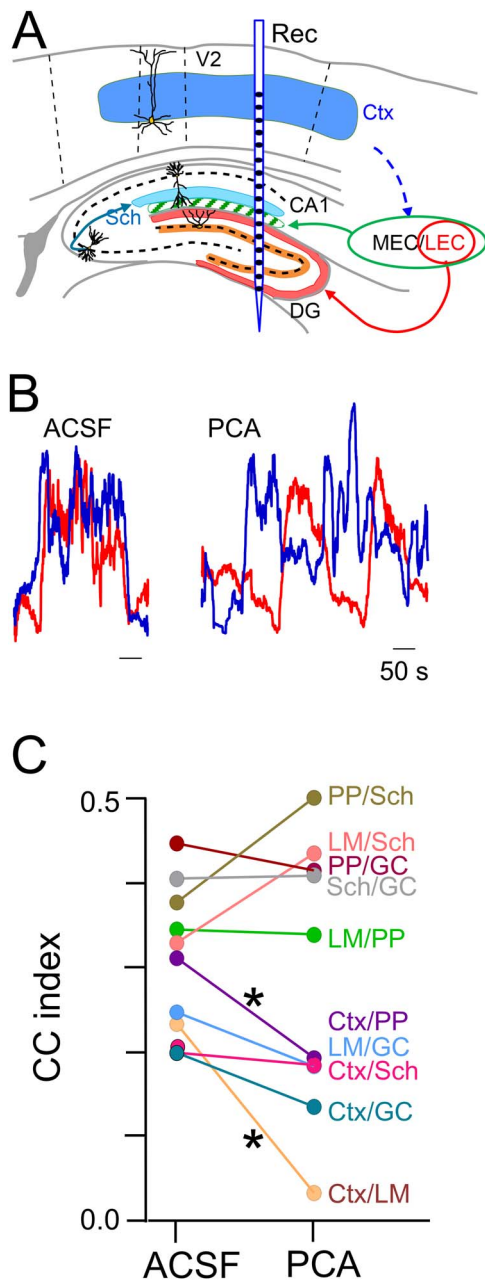 A
Rec
V2
Ctx
Sch
CA1
MEC/LEC
DG
B
ACSF
PCA
50 s
C
0.5
PP/Sch
LM/Sch
PP/GC
Sch/GC
LM/PP
*
Ctx/PP
LM/GC
Ctx/Sch
Ctx/GC
*
Ctx/LM
0.0
CC index
ACSF
PCA